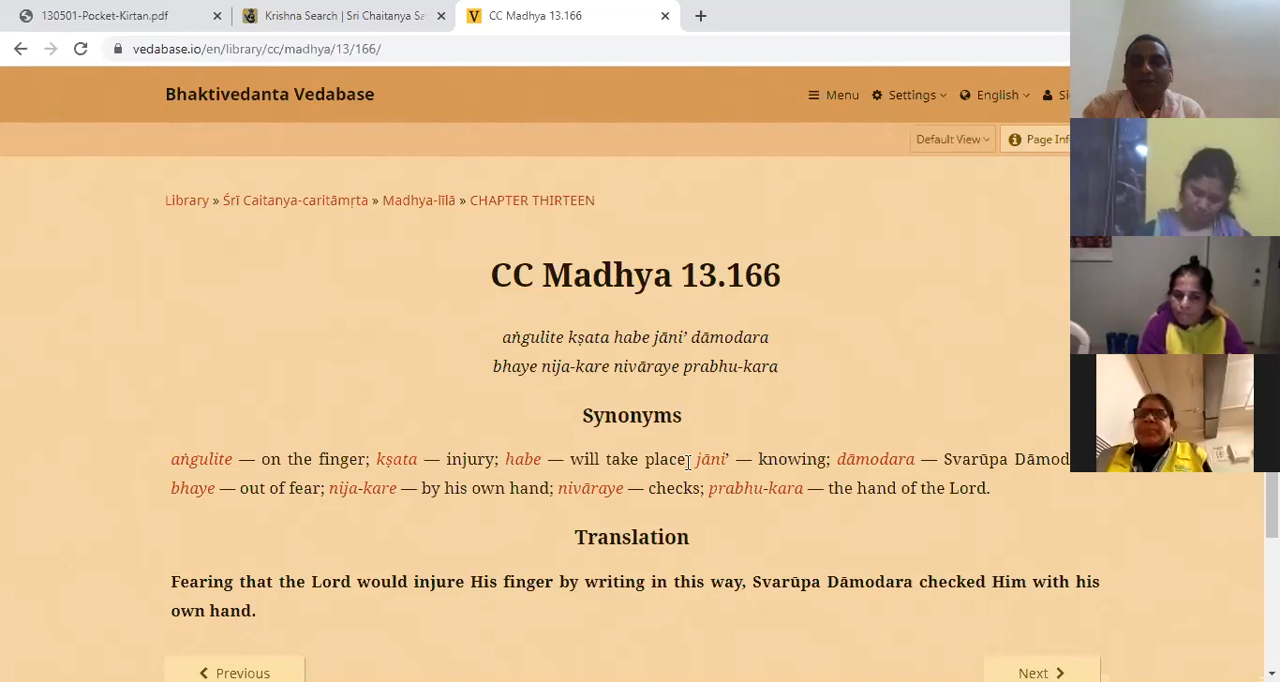 130501-Pocket-Kirtan.pdf
Krishna Search | Sri Chaitanya Sa
CC Madhya 13.166
vedabase.io/en/library/cc/madhya/13/166/
Bhaktivedanta Vedabase
Menu Settings English
Default View Page Inf
Library » Śrī Caitanya-caritāmṛta » Madhya-līlā » CHAPTER THIRTEEN
CC Madhya 13.166
aṅgulite kṣata habe jāni’ dāmodara
bhaye nija-kare nivāraye prabhu-kara
Synonyms
aṅgulite — on the finger; kṣata — injury; habe — will take place; jāni’ — knowing; dāmodara — Svarūpa Dāmod
bhaye — out of fear; nija-kare — by his own hand; nivāraye — checks; prabhu-kara — the hand of the Lord.
Translation
Fearing that the Lord would injure His finger by writing in this way, Svarūpa Dāmodara checked Him with his
own hand.
Previous Next